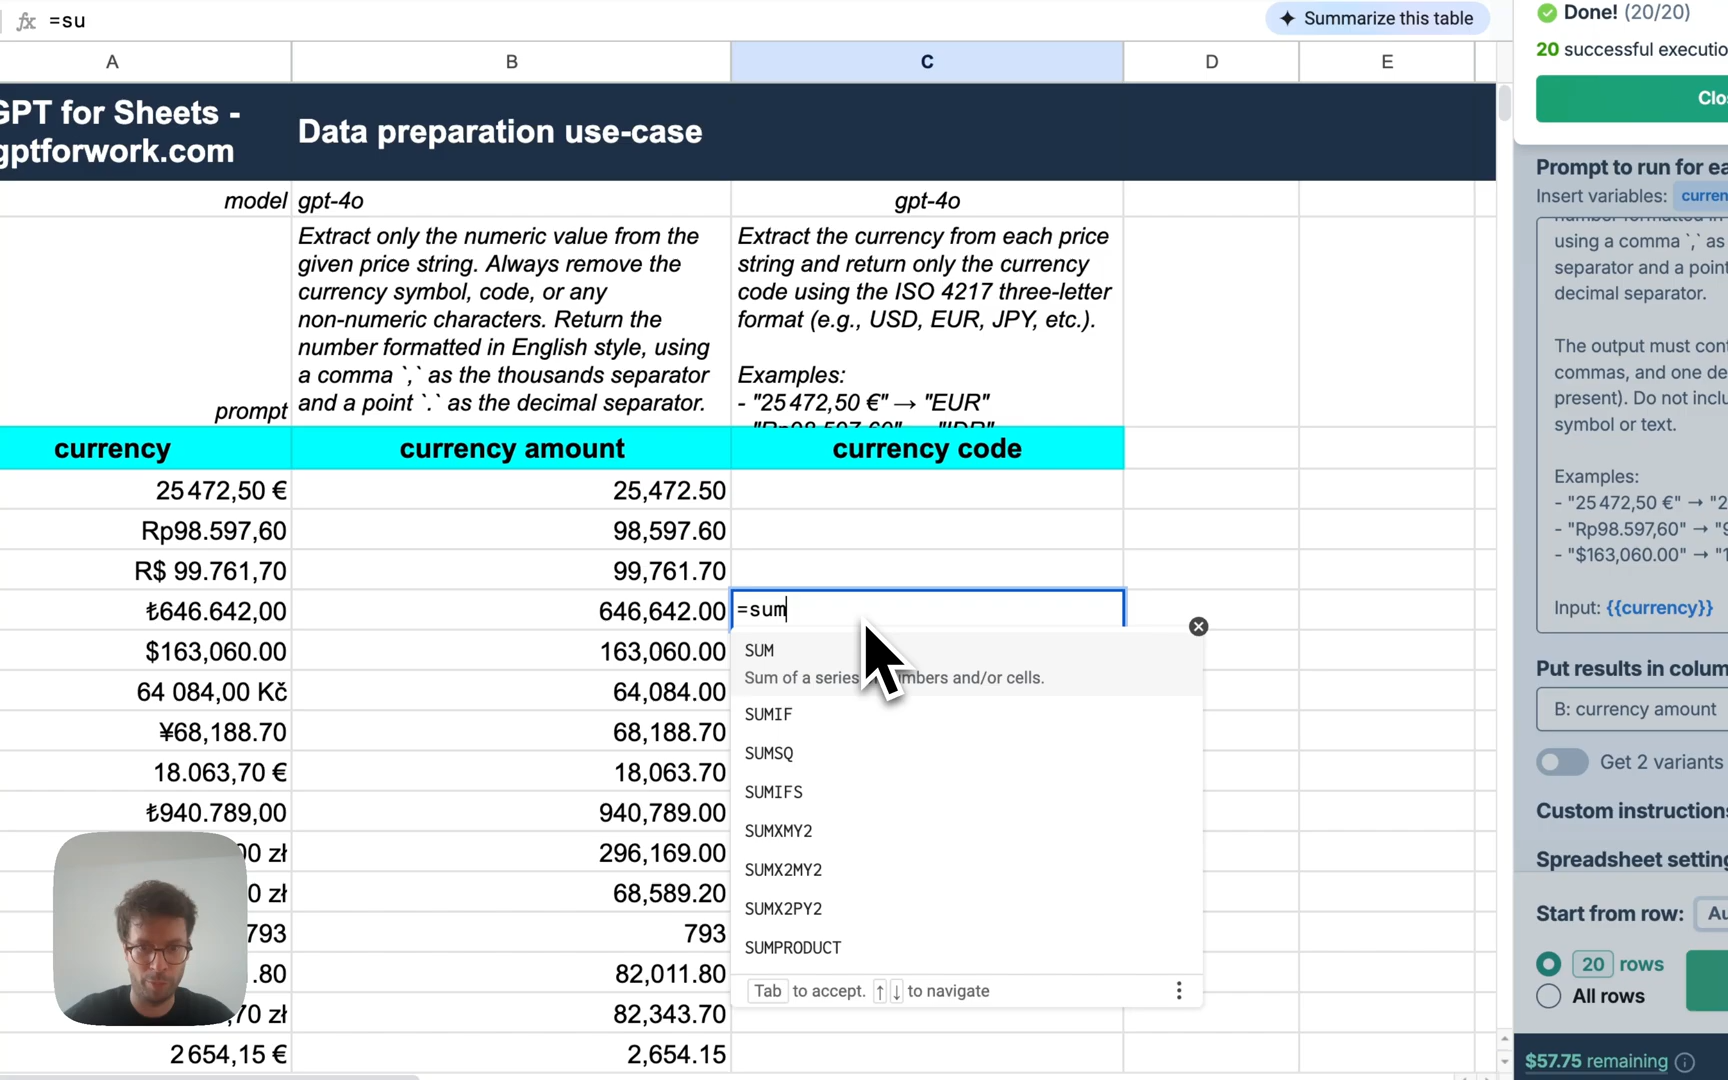 fx =su
Summarize this table
Done! (20/20)
20 successful executio
Clo
A B C D E
GPT for Sheets -
gptforwork.com
Data preparation use-case
model gpt-4o gpt-4o
prompt
Extract only the numeric value from the
given price string. Always remove the
currency symbol, code, or any
non-numeric characters. Return the
number formatted in English style, using
a comma `,` as the thousands separator
and a point `.` as the decimal separator.
Extract the currency from each price
string and return only the currency
code using the ISO 4217 three-letter
format (e.g., USD, EUR, JPY, etc.).
Examples:
- "25 472,50 €" → "EUR"
- "Rp98.597,60" → "IDR"
currency currency amount currency code
25 472,50 € 25,472.50
Rp98.597,60 98,597.60
R$ 99.761,70 99,761.70
₺646.642,00 646,642.00 =sum
$163,060.00 163,060.00
64 084,00 Kč 64,084.00
¥68,188.70 68,188.70
18.063,70 € 18,063.70
₺940.789,00 940,789.00
00 zł 296,169.00
0 zł 68,589.20
793 793
.80 82,011.80
,70 zł 82,343.70
2 654,15 € 2,654.15
SUM
Sum of a series mbers and/or cells.
SUMIF
SUMSQ
SUMIFS
SUMXMY2
SUMX2MY2
SUMX2PY2
SUMPRODUCT
Tab to accept. ↑ ↓ to navigate
Prompt to run for ea
Insert variables: curren
number formatted in
using a comma `,` as
separator and a point
decimal separator.
The output must cont
commas, and one de
present). Do not inclu
symbol or text.
Examples:
- "25 472,50 €" → "2
- "Rp98.597,60" → "9
- "$163,060.00" → "1
Input: {{currency}}
Put results in colum
B: currency amount
Get 2 variants
Custom instructions
Spreadsheet setting
Start from row: Au
20 rows
All rows
$57.75 remaining